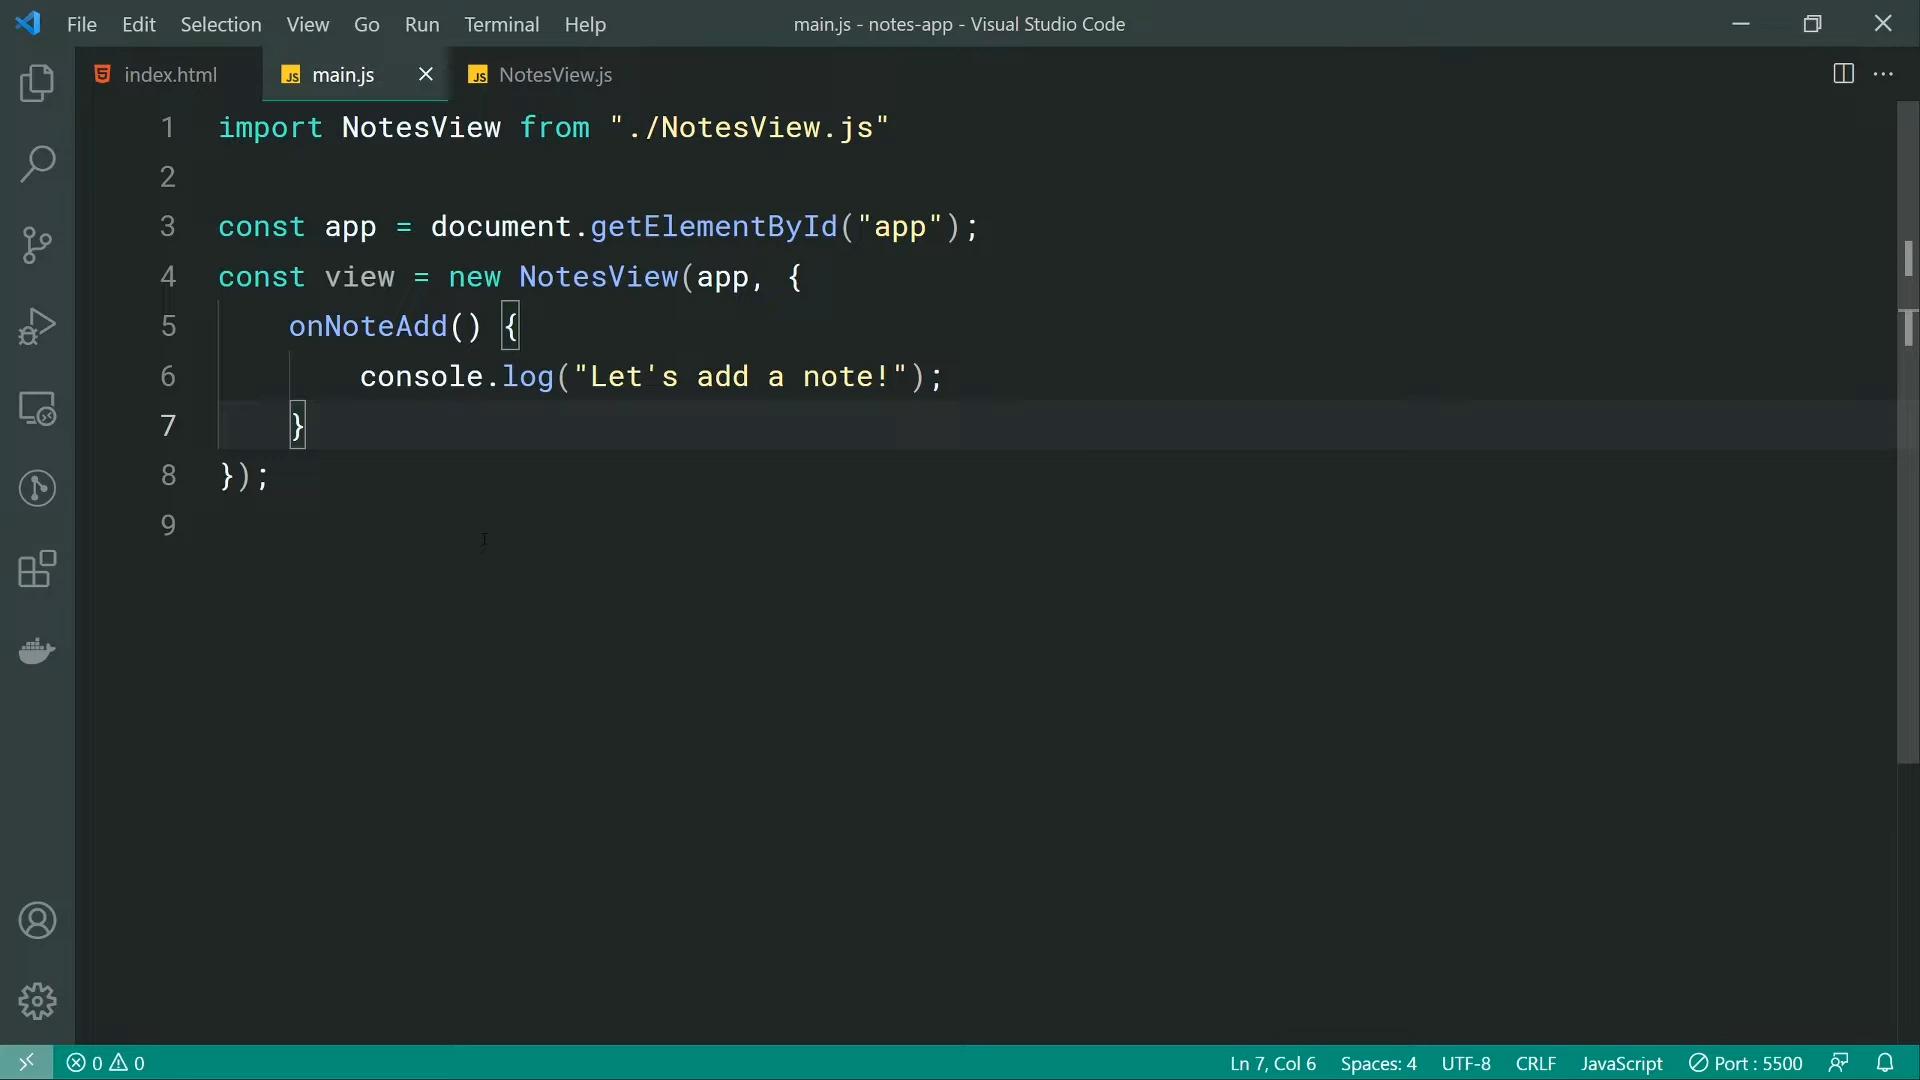 File Edit Selection View Go Run Terminal Help main.js - notes-app - Visual Studio Code
index.html JS main.js JS NotesView.js
1 import NotesView from "./NotesView.js"
2
3 const app = document.getElementById("app");
4 const view = new NotesView(app, {
5 onNoteAdd() {
6 console.log("Let's add a note!");
7 }
8 });
9
0 0 Ln 7, Col 6 Spaces: 4 UTF-8 CRLF JavaScript Port : 5500